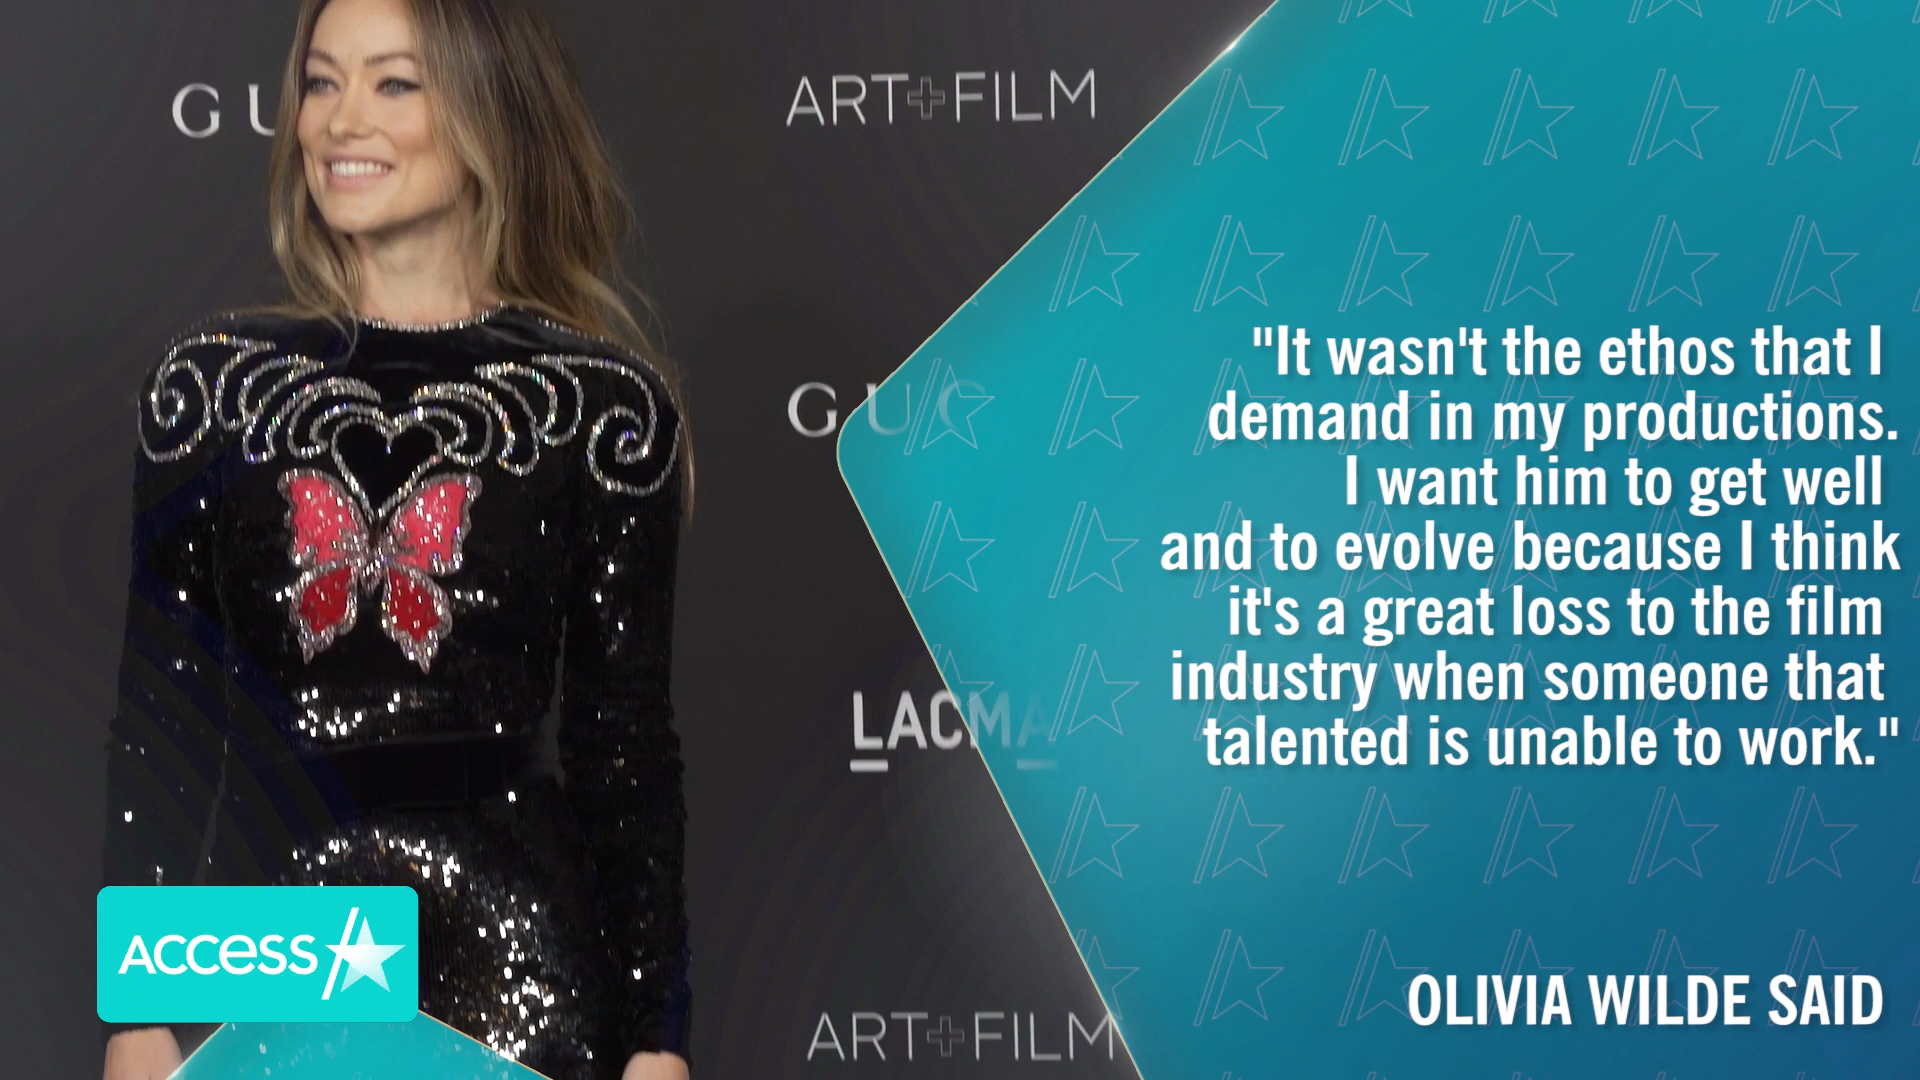 GU
ART+FILM
GUC
LACMA
"It wasn't the ethos that I
demand in my productions.
I want him to get well
and to evolve because I think
it's a great loss to the film
industry when someone that
talented is unable to work."
ACCESS
OLIVIA WILDE SAID
ART+FILM